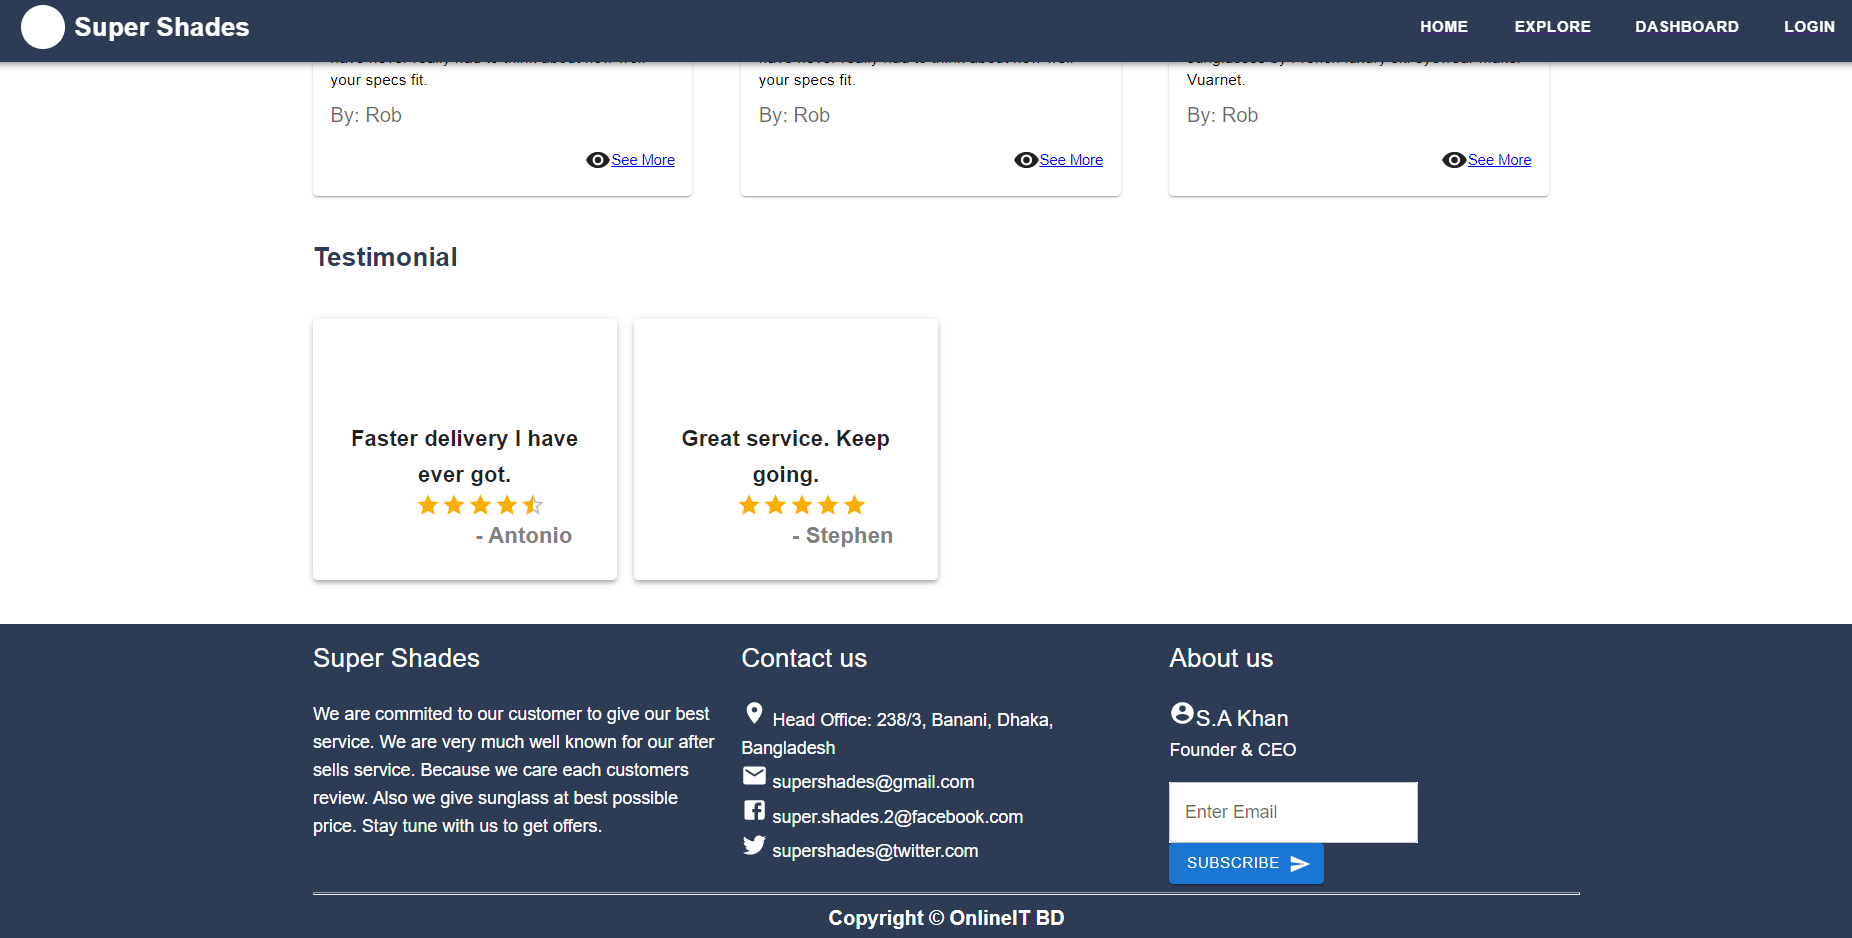 Super Shades
HOME
EXPLORE
DASHBOARD
LOGIN
your specs fit.
By: Rob
See More
your specs fit.
By: Rob
See More
Vuarnet.
By: Rob
See More
Testimonial
Faster delivery I have
ever got.
- Antonio
Great service. Keep
going.
- Stephen
Super Shades
We are commited to our customer to give our best
service. We are very much well known for our after
sells service. Because we care each customers
review. Also we give sunglass at best possible
price. Stay tune with us to get offers.
Contact us
Head Office: 238/3, Banani, Dhaka,
Bangladesh
supershades@gmail.com
super.shades.2@facebook.com
supershades@twitter.com
About us
S.A Khan
Founder & CEO
Enter Email
SUBSCRIBE
Copyright © OnlineIT BD